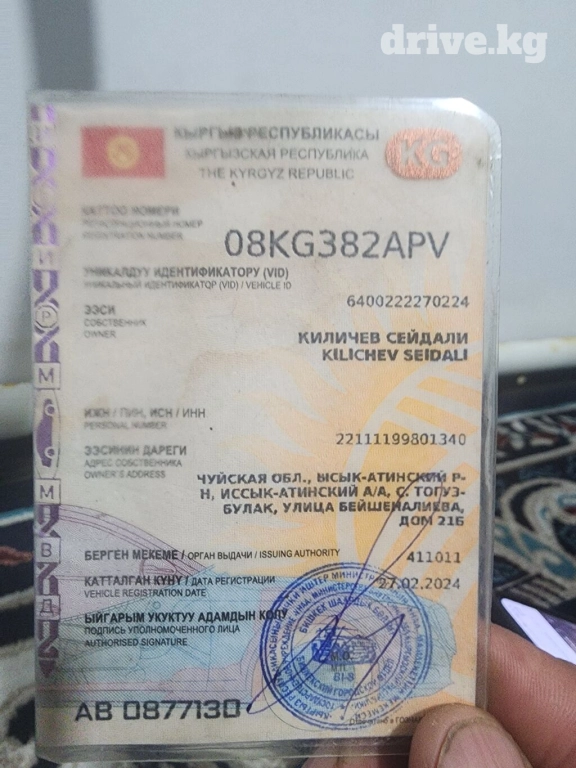 drive.kg
КЫРГЫЗ РЕСПУБЛИКАСЫ
КЫРГЫЗСКАЯ РЕСПУБЛИКА
THE KYRGYZ REPUBLIC
KG
КАТТОО НОМЕРИ
РЕГИСТРАЦИОННЫЙ НОМЕР
REGISTRATION NUMBER
08KG382APV
УНИКАЛДУУ ИДЕНТИФИКАТОРУ (VID)
УНИКАЛЬНЫЙ ИДЕНТИФИКАТОР (VID) / VEHICLE ID
6400222270224
ЭЭСИ
СОБСТВЕННИК
OWNER
КИЛИЧЕВ СЕЙДАЛИ
KILICHEV SEIDALI
ИЖН / ПИН, ИСН / ИНН
PERSONAL NUMBER
22111199801340
ЭЭСИНИН ДАРЕГИ
АДРЕС СОБСТВЕННИКА
OWNER'S ADDRESS
ЧУЙСКАЯ ОБЛ., ЫСЫК-АТИНСКИЙ Р-
Н, ИССЫК-АТИНСКИЙ А/А, С. ТОГУЗ-
БУЛАК, УЛИЦА БЕЙШЕНАЛИЕВА,
ДОМ 21Б
БЕРГЕН МЕКЕМЕ / ОРГАН ВЫДАЧИ / ISSUING AUTHORITY
411011
КАТТАЛГАН КҮНҮ / ДАТА РЕГИСТРАЦИИ
VEHICLE REGISTRATION DATE
27.02.2024
ЫЙГАРЫМ УКУКТУУ АДАМДЫН КОЛУ
ПОДПИСЬ УПОЛНОМОЧЕННОГО ЛИЦА
AUTHORISED SIGNATURE
AB 0877130